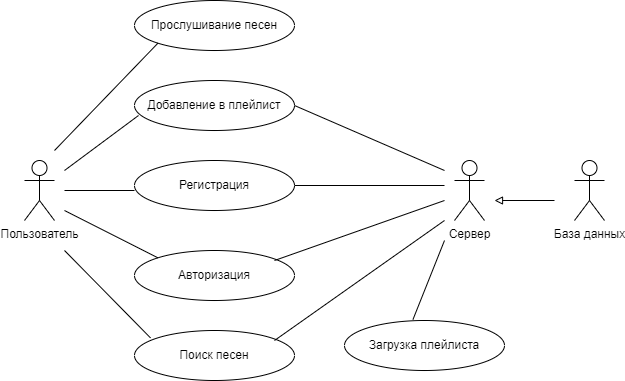 Прослушивание песен
Добавление в плейлист
Регистрация
Пользователь
Сервер
База данных
Авторизация
Поиск песен
Загрузка плейлиста